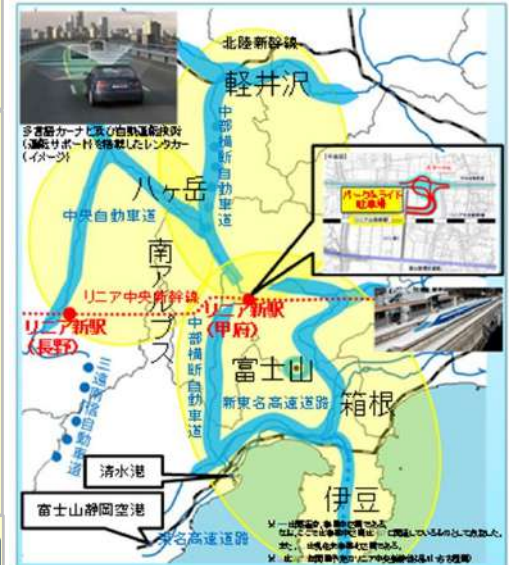 北陸新幹線
軽井沢
多言語カーナビ及び自動運転技術
(運転サポート)を搭載したレンタカー
(イメージ)
中部横断自動車道
八ヶ岳
パーク&ライド
駐車場
中央自動車道
南アルプス
リニア中央新幹線
リニア新駅
(長野)
リニア新駅
(甲府)
中部横断自動車道
三遠南信自動車道
富士山
新東名高速道路
箱根
清水港
富士山静岡空港
伊豆
東名高速道路